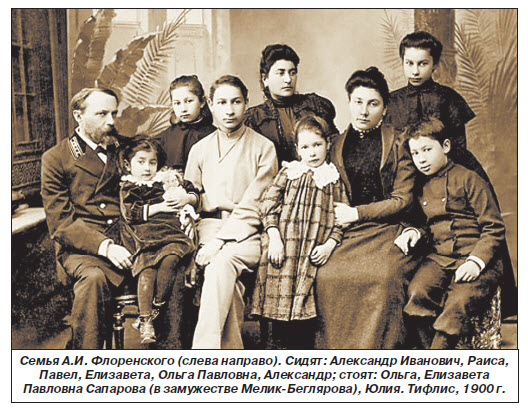 Семья А.И. Флоренского (слева направо). Сидят: Александр Иванович, Раиса,
Павел, Елизавета, Ольга Павловна, Александр; стоят: Ольга, Елизавета
Павловна Сапарова (в замужестве Мелик-Беглярова), Юлия. Тифлис, 1900 г.